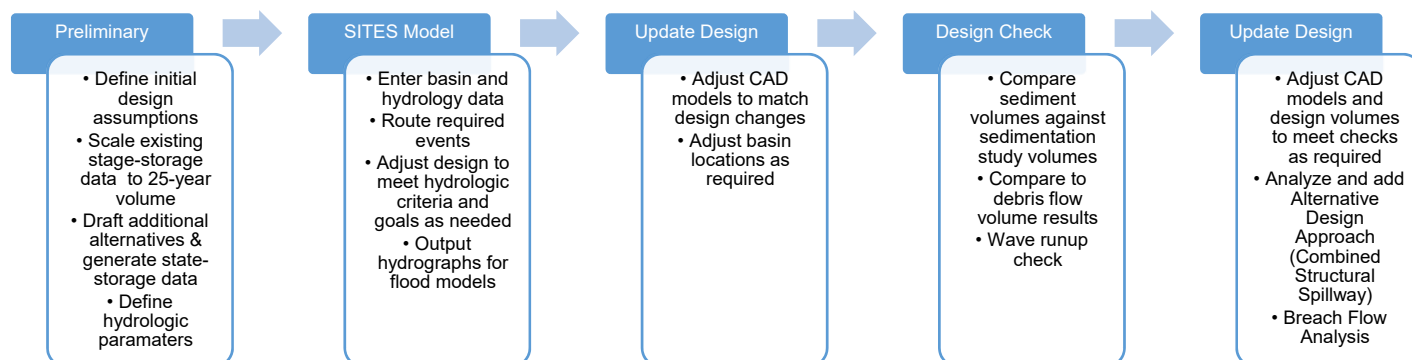 Preliminary
• Define initial
design
assumptions
• Scale existing
stage-storage
data to 25-year
volume
• Draft additional
alternatives &
generate state-
storage data
• Define
hydrologic
paramaters
SITES Model
• Enter basin and
hydrology data
• Route required
events
• Adjust design to
meet hydrologic
criteria and
goals as needed
• Output
hydrographs for
flood models
Update Design
• Adjust CAD
models to match
design changes
• Adjust basin
locations as
required
Design Check
• Compare
sediment
volumes against
sedimentation
study volumes
• Compare to
debris flow
volume results
• Wave runup
check
Update Design
• Adjust CAD
models and
design volumes
to meet checks
as required
• Analyze and add
Alternative
Design
Approach
(Combined
Structural
Spillway)
• Breach Flow
Analysis